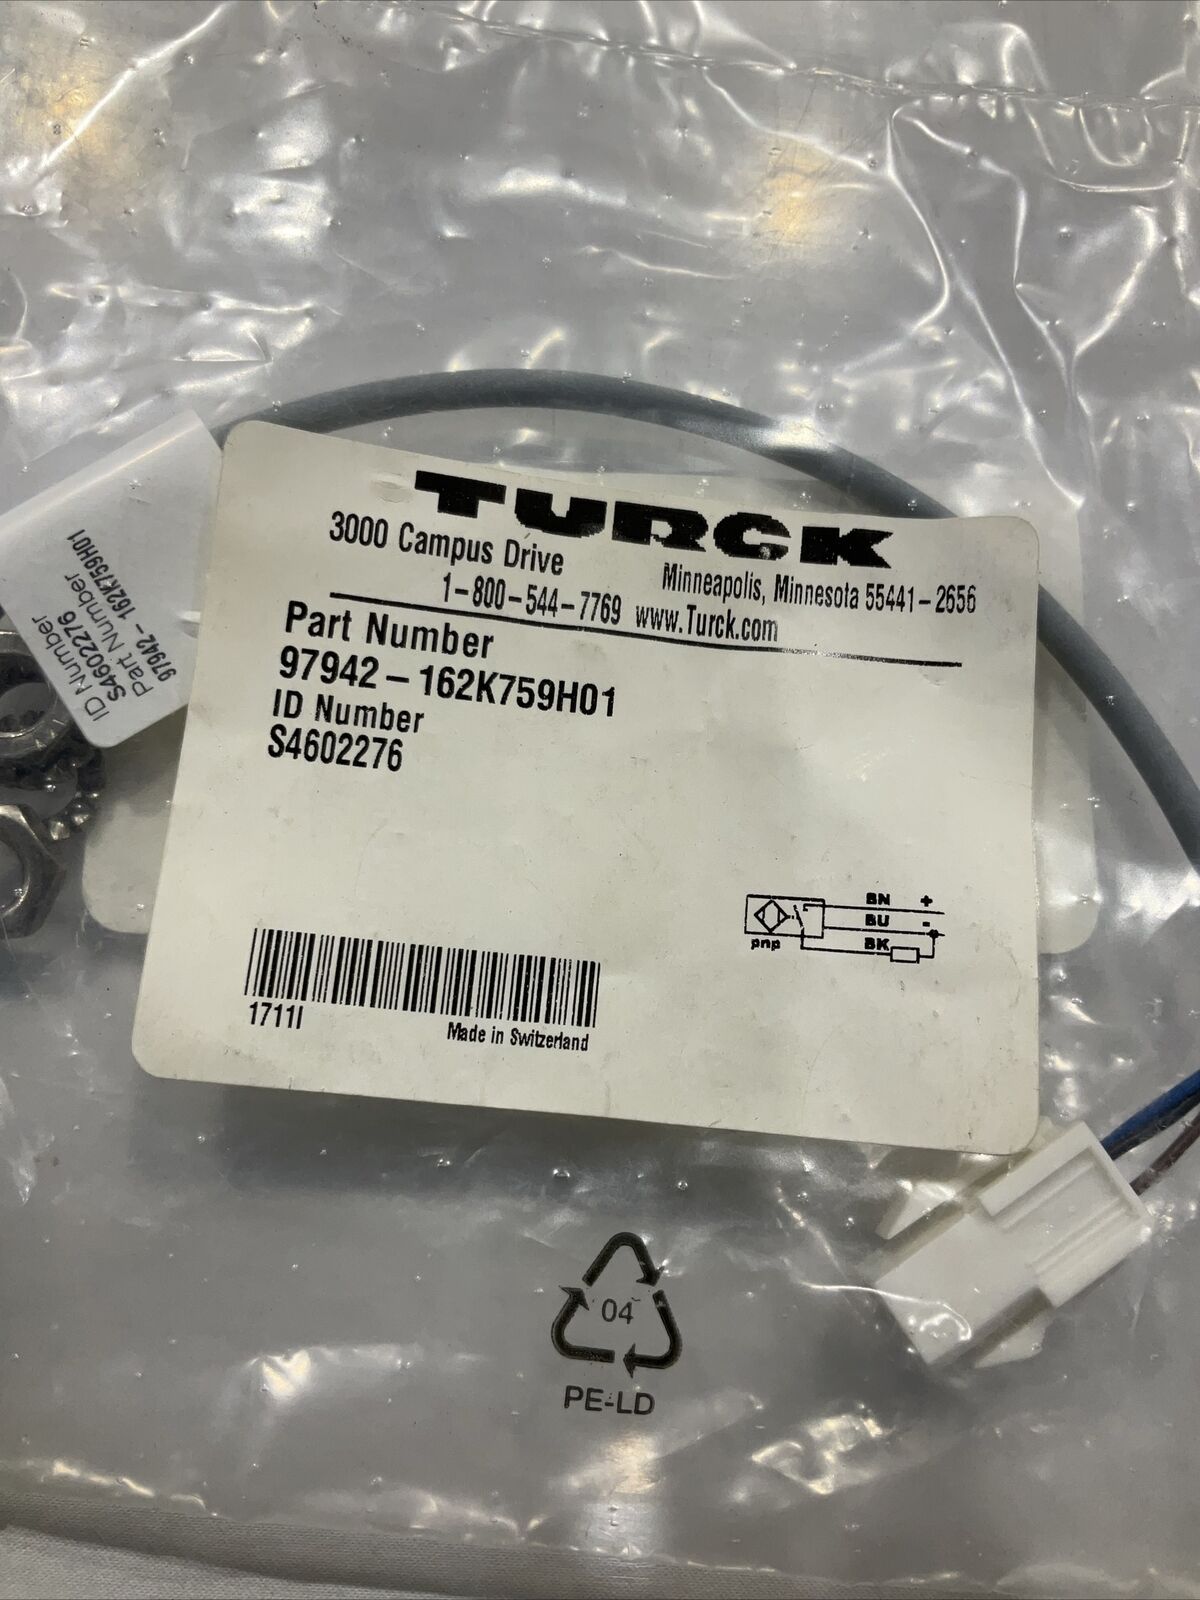 TURCK
3000 Campus Drive
Minneapolis, Minnesota 55441-2656
1-800-544-7769 www.Turck.com
Part Number
97942-162K759H01
ID Number
S4602276
BN +
BU -
BK
pnp
1711I
Made in Switzerland
ID Number
S4602276
Part Number
97942-162K759H01
04
PE-LD